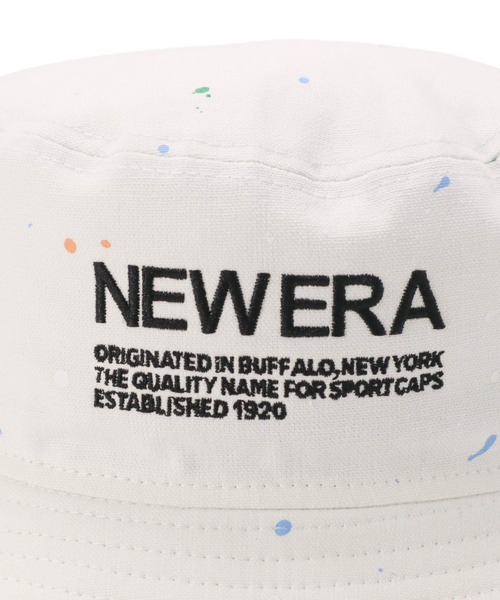 NEW ERA
ORIGINATED IN BUFFALO, NEW YORK
THE QUALITY NAME FOR SPORT CAPS
ESTABLISHED 1920